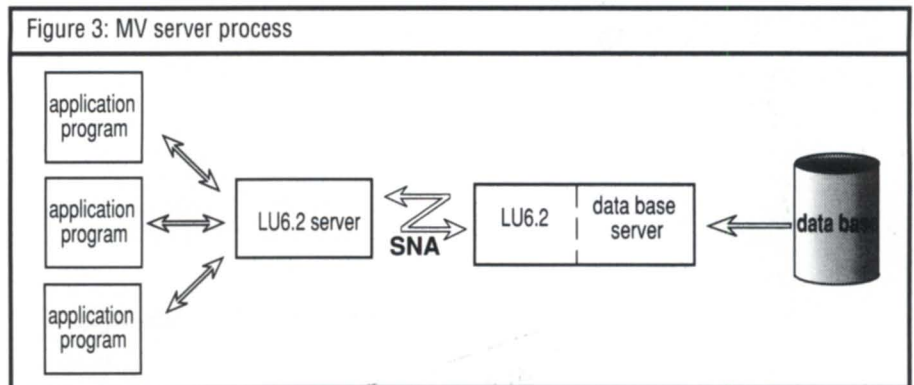 Figure 3: MV server process
application
program
application
program
application
program
LU6.2 server
SNA
LU6.2
data base
server
data base